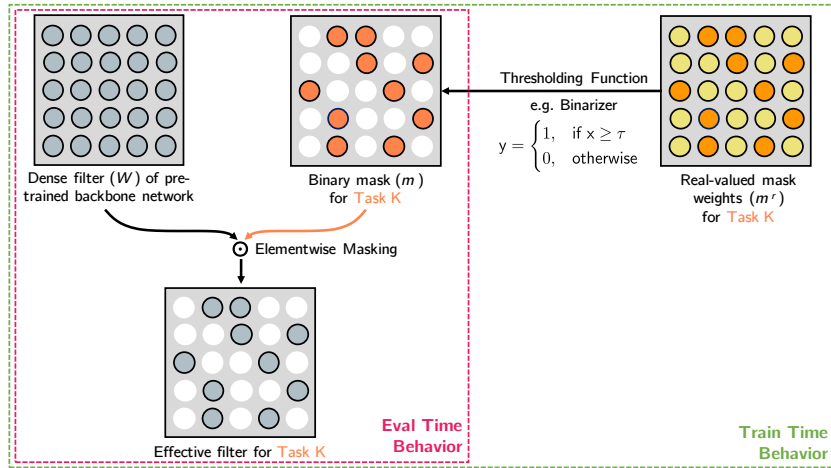 Dense filter (W) of pre-
trained backbone network
Binary mask (m)
for Task K
Thresholding Function
e.g. Binarizer
y = {1, if x ≥ τ
0, otherwise
Real-valued mask
weights (mʳ)
for Task K
Elementwise Masking
Effective filter for Task K
Eval Time
Behavior
Train Time
Behavior